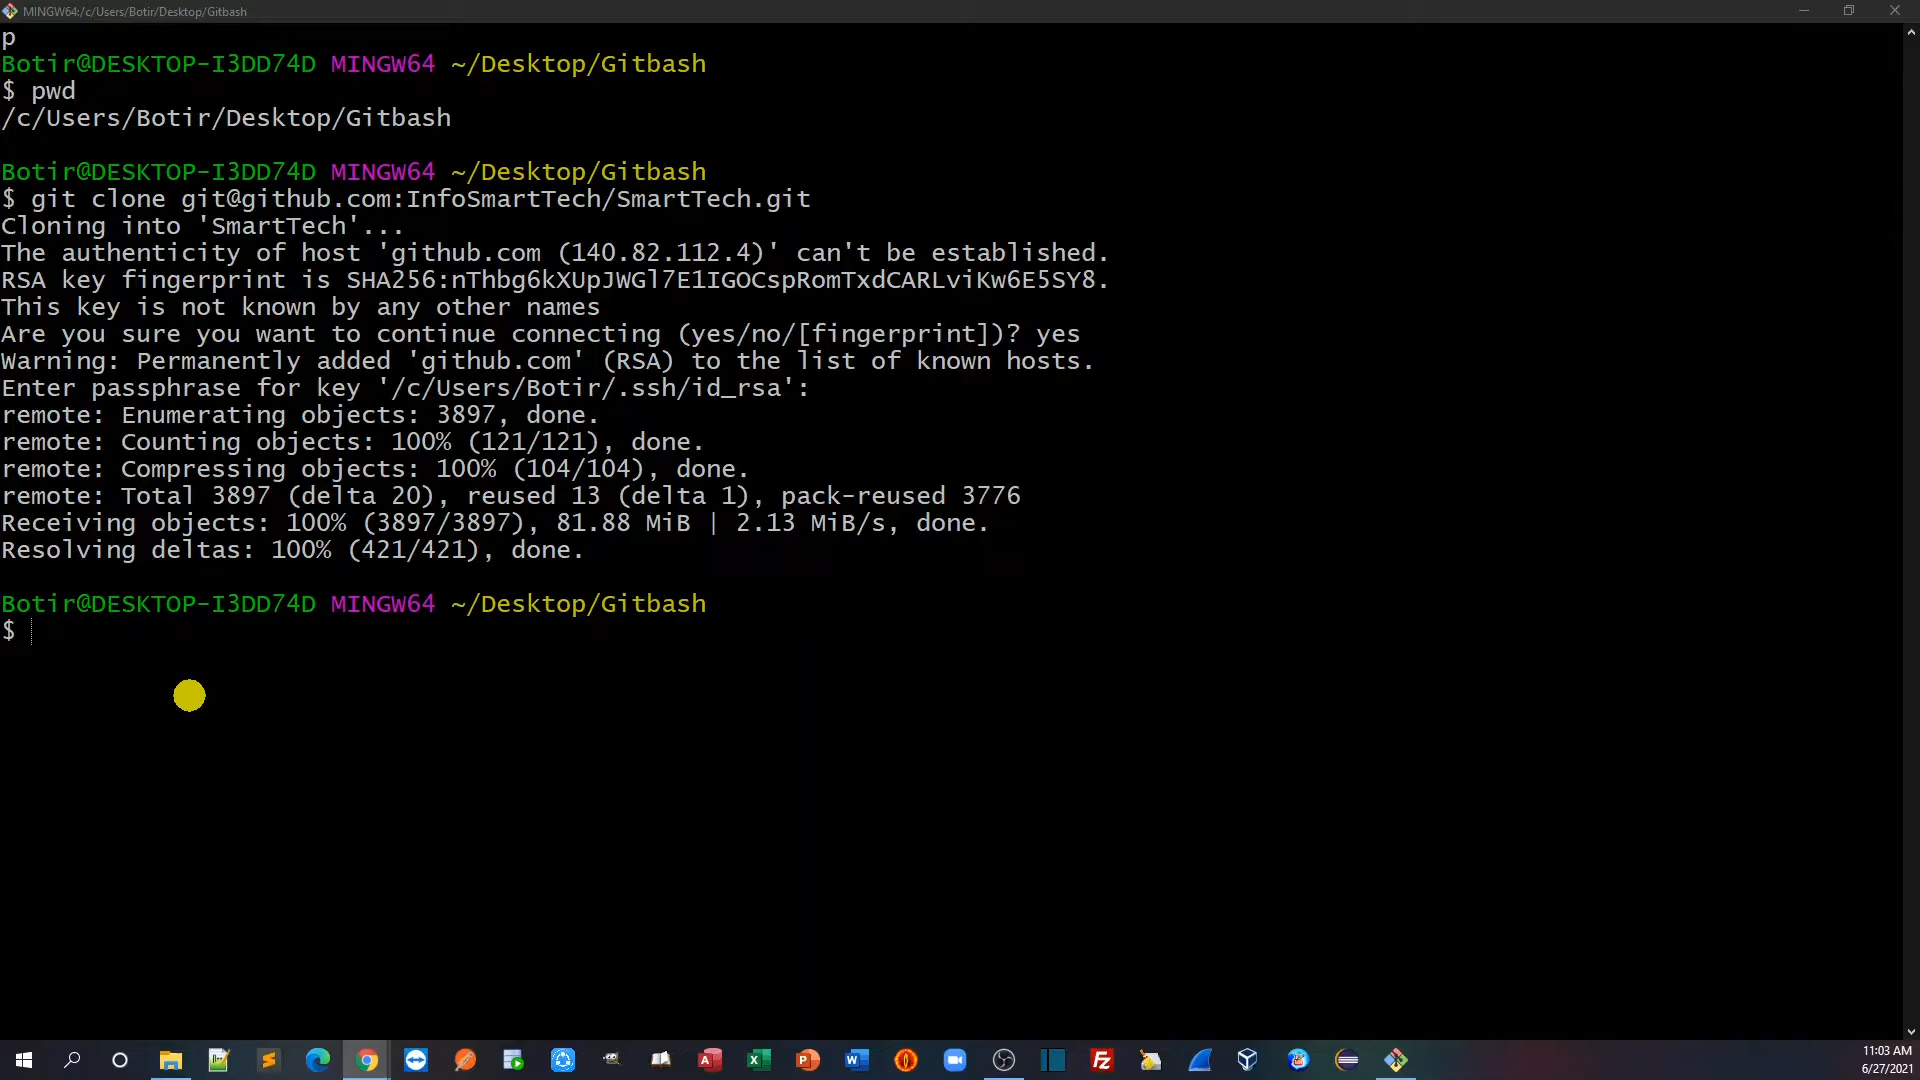 MINGW64:/c/Users/Botir/Desktop/Gitbash
p
Botir@DESKTOP-I3DD74D MINGW64 ~/Desktop/Gitbash
$ pwd
/c/Users/Botir/Desktop/Gitbash
Botir@DESKTOP-I3DD74D MINGW64 ~/Desktop/Gitbash
$ git clone git@github.com:InfoSmartTech/SmartTech.git
Cloning into 'SmartTech'...
The authenticity of host 'github.com (140.82.112.4)' can't be established.
RSA key fingerprint is SHA256:nThbg6kXUpJWGl7E1IGOCspRomTxdCARLviKw6E5SY8.
This key is not known by any other names
Are you sure you want to continue connecting (yes/no/[fingerprint])? yes
Warning: Permanently added 'github.com' (RSA) to the list of known hosts.
Enter passphrase for key '/c/Users/Botir/.ssh/id_rsa':
remote: Enumerating objects: 3897, done.
remote: Counting objects: 100% (121/121), done.
remote: Compressing objects: 100% (104/104), done.
remote: Total 3897 (delta 20), reused 13 (delta 1), pack-reused 3776
Receiving objects: 100% (3897/3897), 81.88 MiB | 2.13 MiB/s, done.
Resolving deltas: 100% (421/421), done.
Botir@DESKTOP-I3DD74D MINGW64 ~/Desktop/Gitbash
$
11:03 AM
6/27/2021